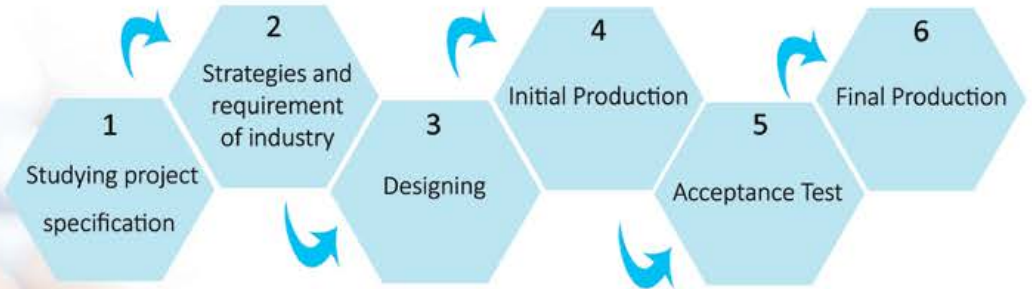 1
Studying project
specification
2
Strategies and
requirement
of industry
3
Designing
4
Initial Production
5
Acceptance Test
6
Final Production